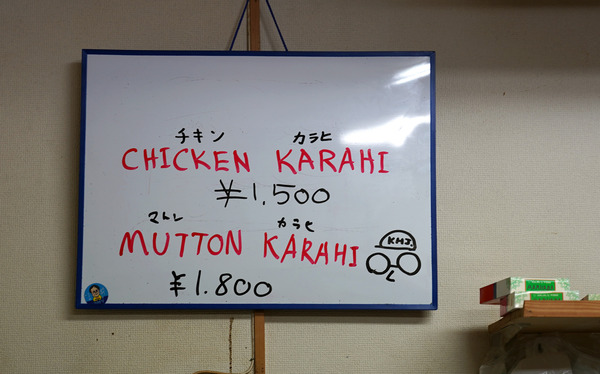 チキン カラヒ
CHICKEN KARAHI
¥1,500
マトン カラヒ
MUTTON KARAHI
¥1.800